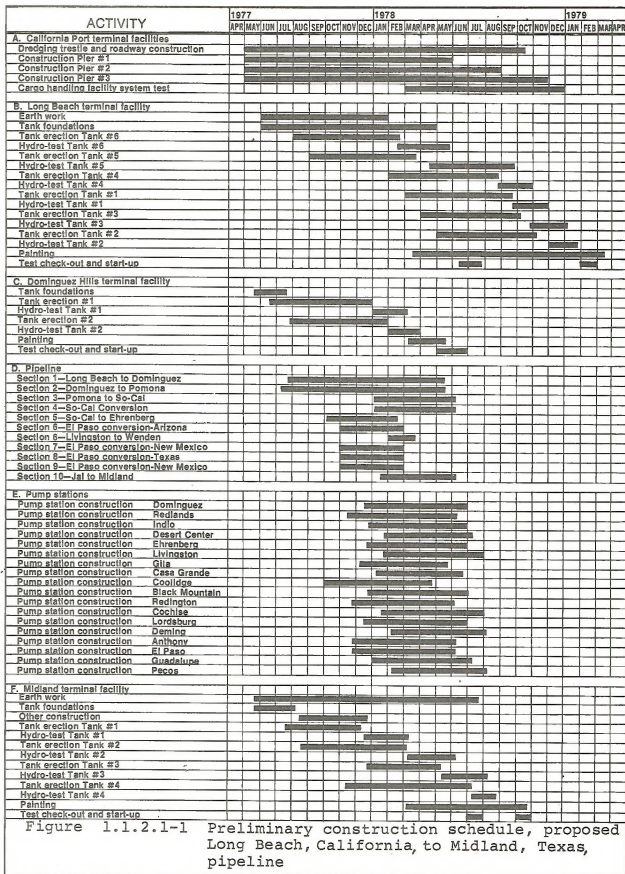 ACTIVITY
1977 1978 1979
APR MAY JUN JUL AUG SEP OCT NOV DEC JAN FEB MAR APR MAY JUN JUL AUG SEP OCT NOV DEC JAN FEB MAR APR
A. California Port terminal facilities
Dredging trestle and roadway construction
Construction Pier #1
Construction Pier #2
Construction Pier #3
Cargo handling facility system test
B. Long Beach terminal facility
Earth work
Tank foundations
Tank erection Tank #6
Hydro-test Tank #6
Tank erection Tank #5
Hydro-test Tank #5
Tank erection Tank #4
Hydro-test Tank #4
Tank erection Tank #1
Hydro-test Tank #1
Tank erection Tank #3
Hydro-test Tank #3
Tank erection Tank #2
Hydro-test Tank #2
Painting
Test check-out and start-up
C. Dominguez Hills terminal facility
Tank foundations
Tank erection #1
Hydro-test Tank #1
Tank erection #2
Hydro-test Tank #2
Painting
Test check-out and start-up
D. Pipeline
Section 1—Long Beach to Dominguez
Section 2—Dominguez to Pomona
Section 3—Pomona to So-Cal
Section 4—So-Cal Conversion
Section 5—So-Cal to Ehrenberg
Section 6—El Paso conversion-Arizona
Section 6—Livingston to Wenden
Section 7—El Paso conversion-New Mexico
Section 8—El Paso conversion-Texas
Section 9—El Paso conversion-New Mexico
Section 10—Jal to Midland
E. Pump stations
Pump station construction Dominguez
Pump station construction Redlands
Pump station construction Indio
Pump station construction Desert Center
Pump station construction Ehrenberg
Pump station construction Livingston
Pump station construction Gila
Pump station construction Casa Grande
Pump station construction Coolidge
Pump station construction Black Mountain
Pump station construction Redington
Pump station construction Cochise
Pump station construction Lordsburg
Pump station construction Deming
Pump station construction Anthony
Pump station construction El Paso
Pump station construction Guadalupe
Pump station construction Pecos
F. Midland terminal facility
Earth work
Tank foundations
Other construction
Tank erection Tank #1
Hydro-test Tank #1
Tank erection Tank #2
Hydro-test Tank #2
Tank erection Tank #3
Hydro-test Tank #3
Tank erection Tank #4
Hydro-test Tank #4
Painting
Test check-out and start-up
Figure 1.1.2.1-1 Preliminary construction schedule, proposed
Long Beach, California, to Midland, Texas,
pipeline